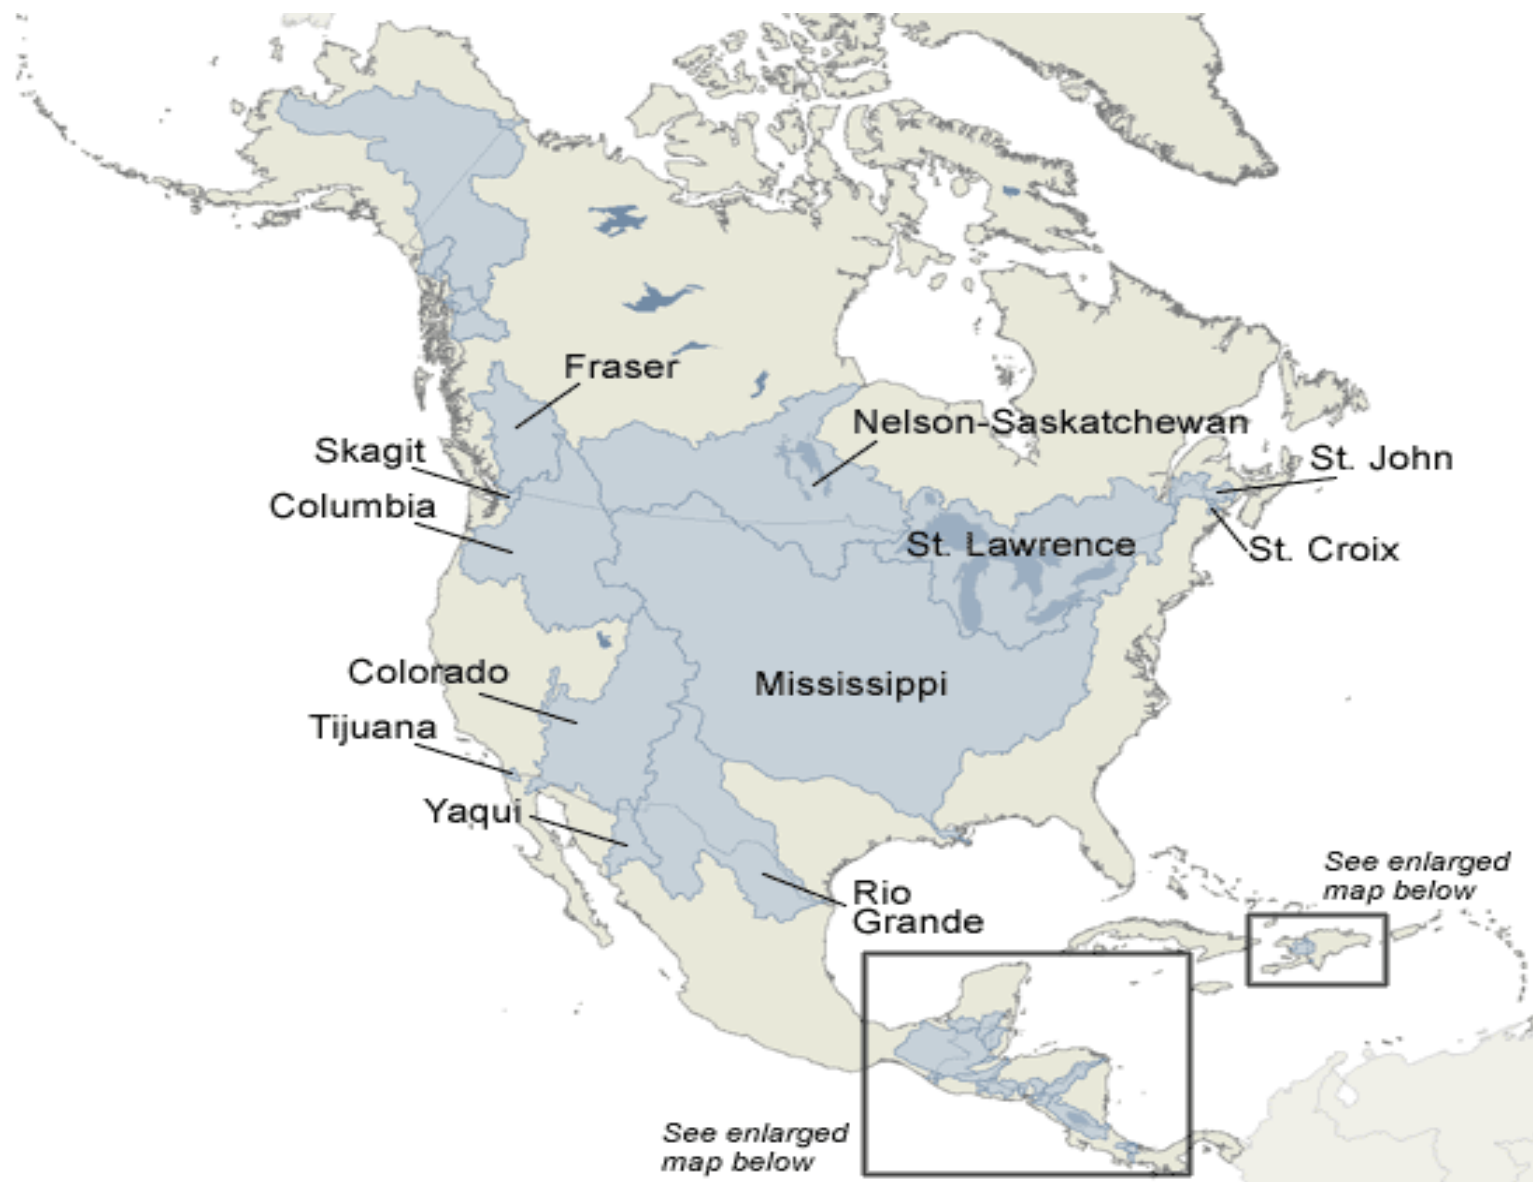 Fraser
Nelson-Saskatchewan
Skagit
St. John
Columbia
St. Lawrence
St. Croix
Colorado
Mississippi
Tijuana
Yaqui
See enlarged
map below
Rio
Grande
See enlarged
map below